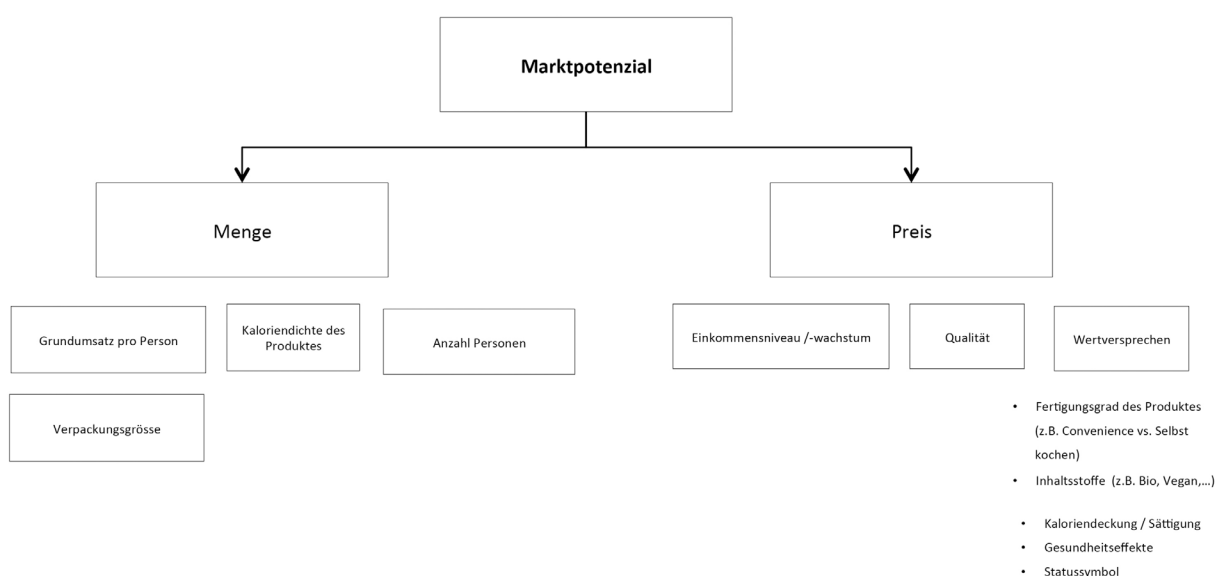 Marktpotenzial
Menge
Preis
Grundumsatz pro Person
Kaloriendichte des
Produktes
Anzahl Personen
Einkommensniveau /-wachstum
Qualität
Wertversprechen
Verpackungsgrösse
• Fertigungsgrad des Produktes
(z.B. Convenience vs. Selbst
kochen)
• Inhaltsstoffe (z.B. Bio, Vegan,...)
• Kaloriendeckung / Sättigung
• Gesundheitseffekte
• Statussymbol